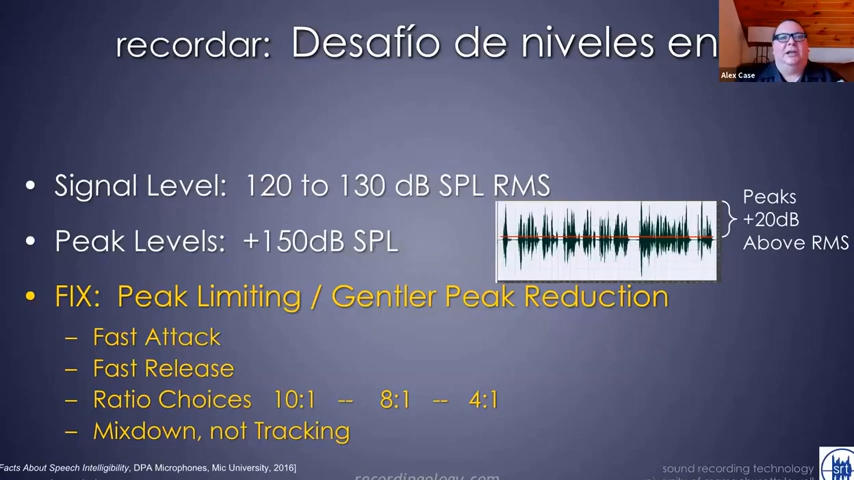 recordar: Desafío de niveles en
Alex Case
• Signal Level: 120 to 130 dB SPL RMS
Peaks
+20dB
Above RMS
• Peak Levels: +150dB SPL
• FIX: Peak Limiting / Gentler Peak Reduction
– Fast Attack
– Fast Release
– Ratio Choices 10:1 -- 8:1 -- 4:1
– Mixdown, not Tracking
Facts About Speech Intelligibility, DPA Microphones, Mic University, 2016]
recordingology.com
sound recording technology
srt